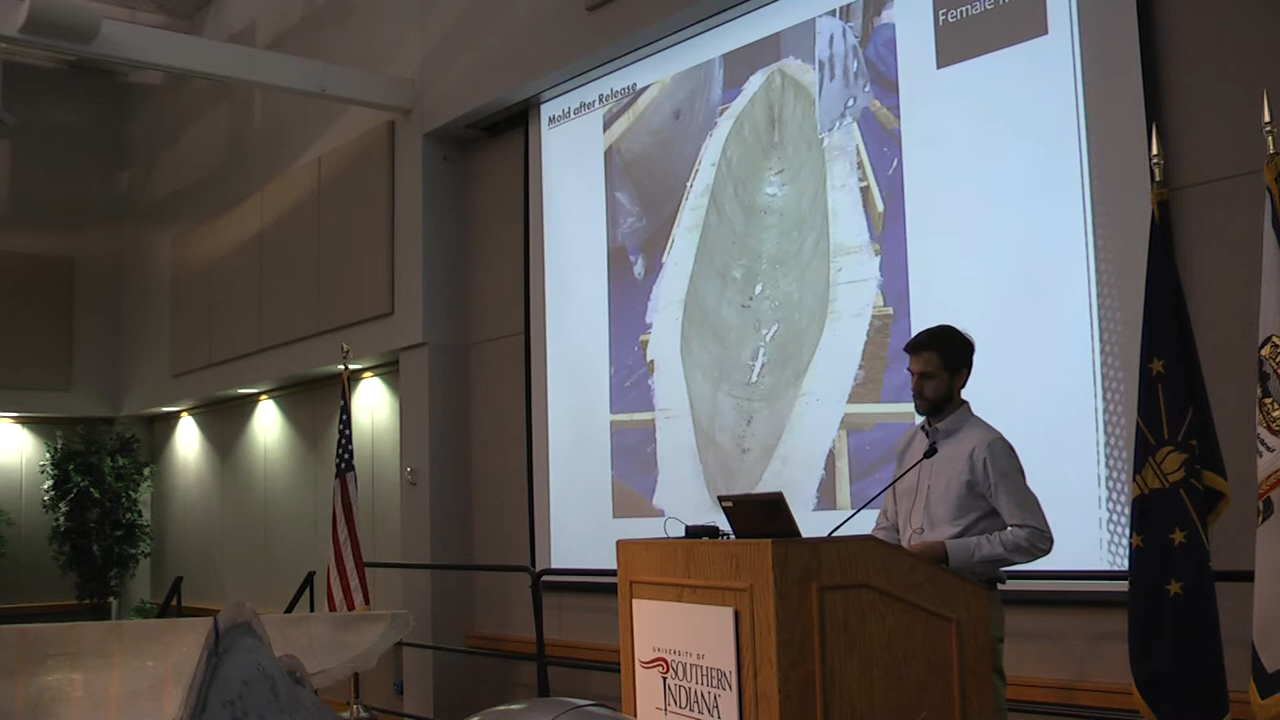 Mold after Release
Female
UNIVERSITY OF
SOUTHERN
INDIANA